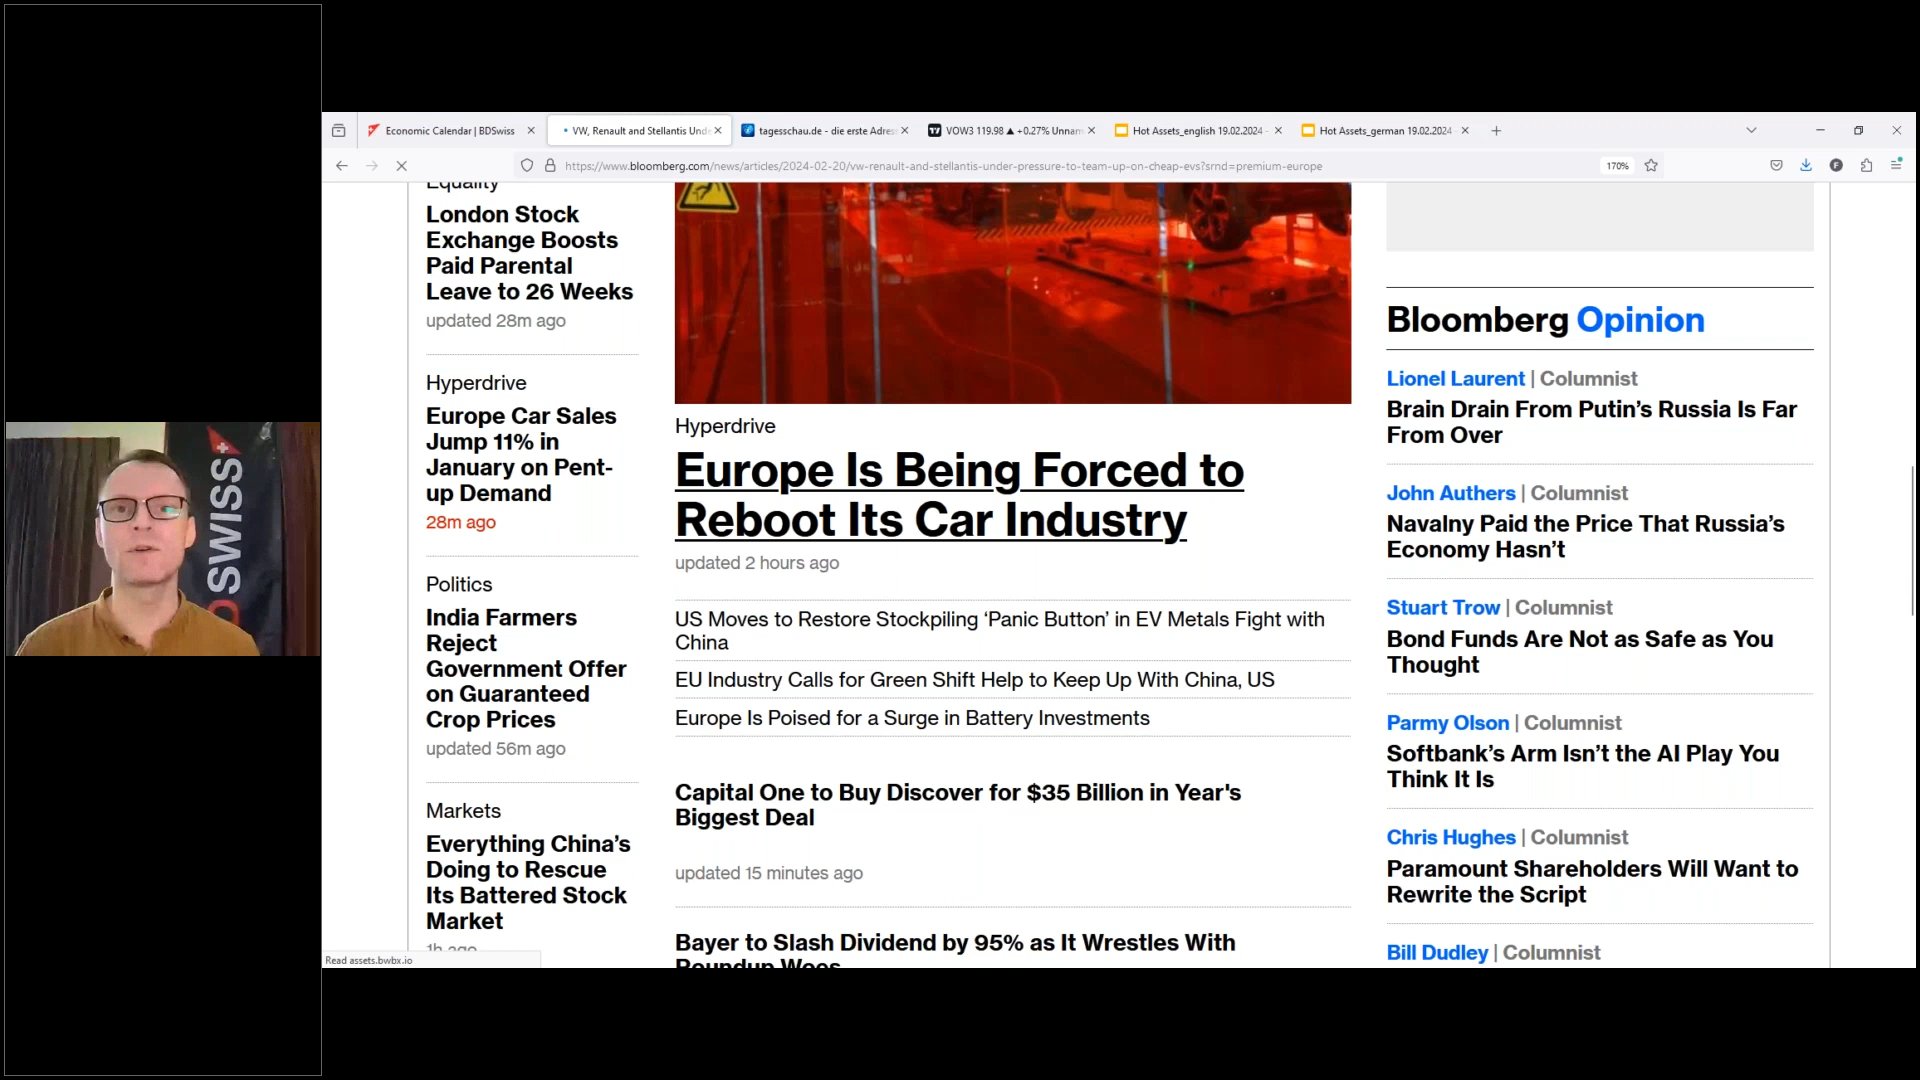 Economic Calendar | BDSwiss
VW, Renault and Stellantis Unde
tagesschau.de - die erste Adres
VOW3 119.98 ▲ +0.27% Unnam
Hot Assets_english 19.02.2024 -
Hot Assets_german 19.02.2024 -
https://www.bloomberg.com/news/articles/2024-02-20/vw-renault-and-stellantis-under-pressure-to-team-up-on-cheap-evs?srnd=premium-europe
170%
Equality
London Stock
Exchange Boosts
Paid Parental
Leave to 26 Weeks
updated 28m ago
Hyperdrive
Europe Car Sales
Jump 11% in
January on Pent-
up Demand
28m ago
Politics
India Farmers
Reject
Government Offer
on Guaranteed
Crop Prices
updated 56m ago
Markets
Everything China’s
Doing to Rescue
Its Battered Stock
Market
1h ago
Read assets.bwbx.io
Hyperdrive
Europe Is Being Forced to
Reboot Its Car Industry
updated 2 hours ago
US Moves to Restore Stockpiling ‘Panic Button’ in EV Metals Fight with
China
EU Industry Calls for Green Shift Help to Keep Up With China, US
Europe Is Poised for a Surge in Battery Investments
Capital One to Buy Discover for $35 Billion in Year's
Biggest Deal
updated 15 minutes ago
Bayer to Slash Dividend by 95% as It Wrestles With
Roundup Woes
Bloomberg Opinion
Lionel Laurent | Columnist
Brain Drain From Putin’s Russia Is Far
From Over
John Authers | Columnist
Navalny Paid the Price That Russia’s
Economy Hasn’t
Stuart Trow | Columnist
Bond Funds Are Not as Safe as You
Thought
Parmy Olson | Columnist
Softbank’s Arm Isn’t the AI Play You
Think It Is
Chris Hughes | Columnist
Paramount Shareholders Will Want to
Rewrite the Script
Bill Dudley | Columnist
SWISS